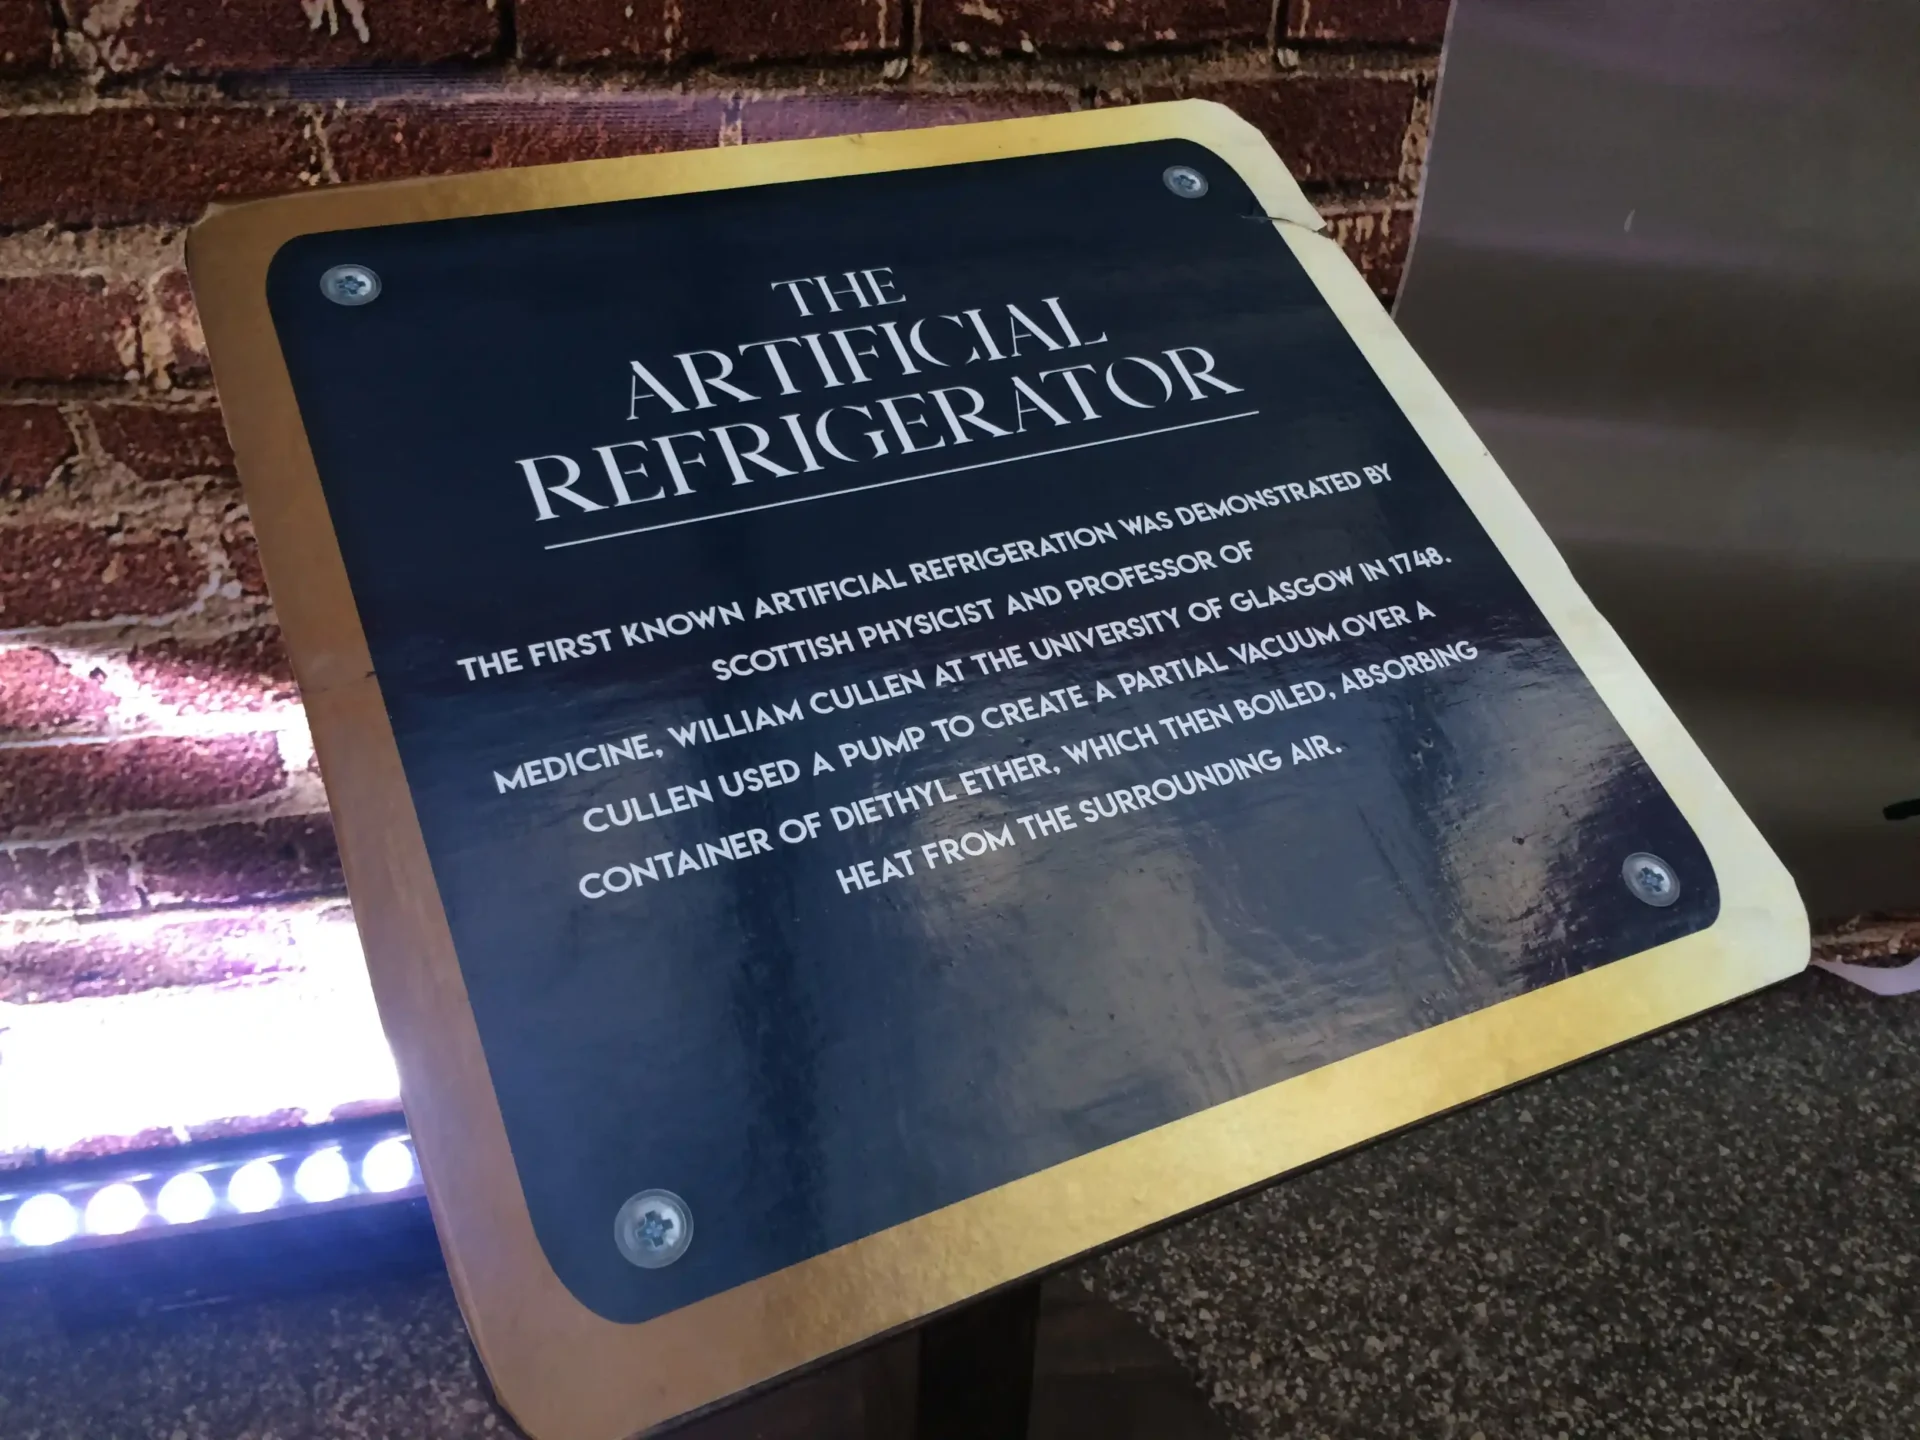 THE
ARTIFICIAL
REFRIGERATOR
THE FIRST KNOWN ARTIFICIAL REFRIGERATION WAS DEMONSTRATED BY
SCOTTISH PHYSICIST AND PROFESSOR OF
MEDICINE, WILLIAM CULLEN AT THE UNIVERSITY OF GLASGOW IN 1748.
CULLEN USED A PUMP TO CREATE A PARTIAL VACUUM OVER A
CONTAINER OF DIETHYL ETHER, WHICH THEN BOILED, ABSORBING
HEAT FROM THE SURROUNDING AIR.